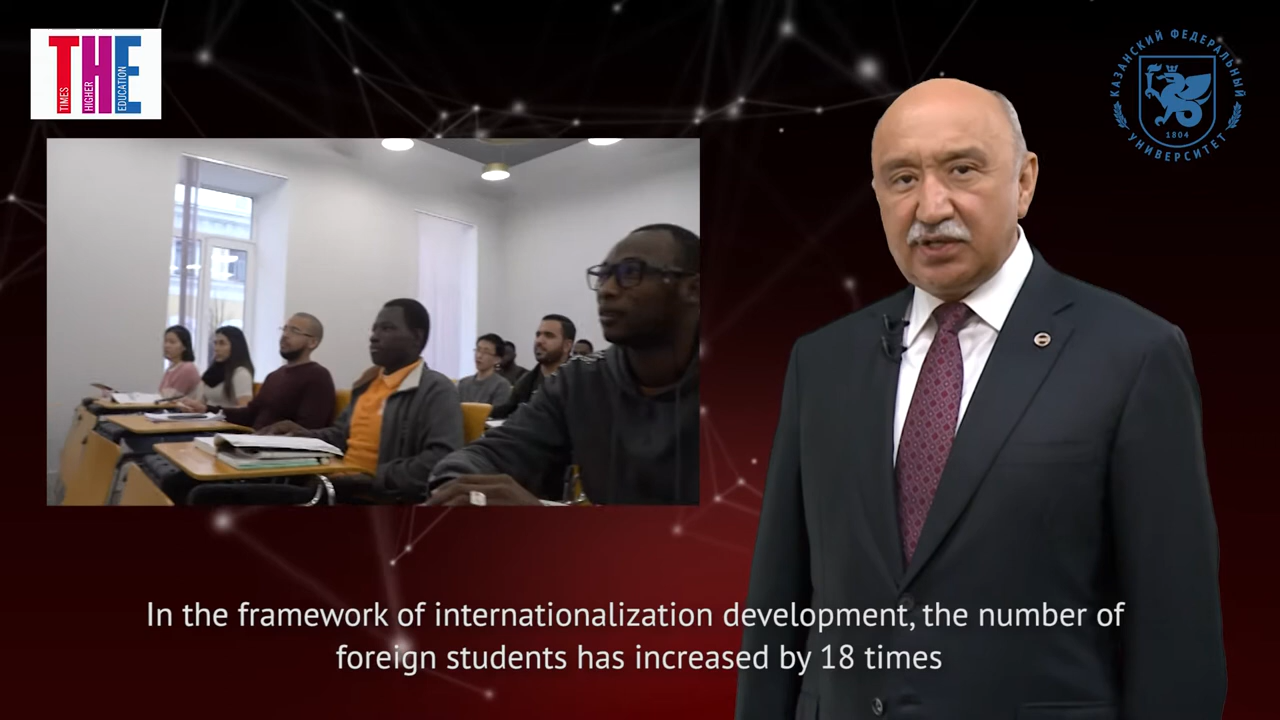 THE
TIMES
HIGHER
EDUCATION
КАЗАНСКИЙ ФЕДЕРАЛЬНЫЙ
УНИВЕРСИТЕТ
1804
In the framework of internationalization development, the number of
foreign students has increased by 18 times